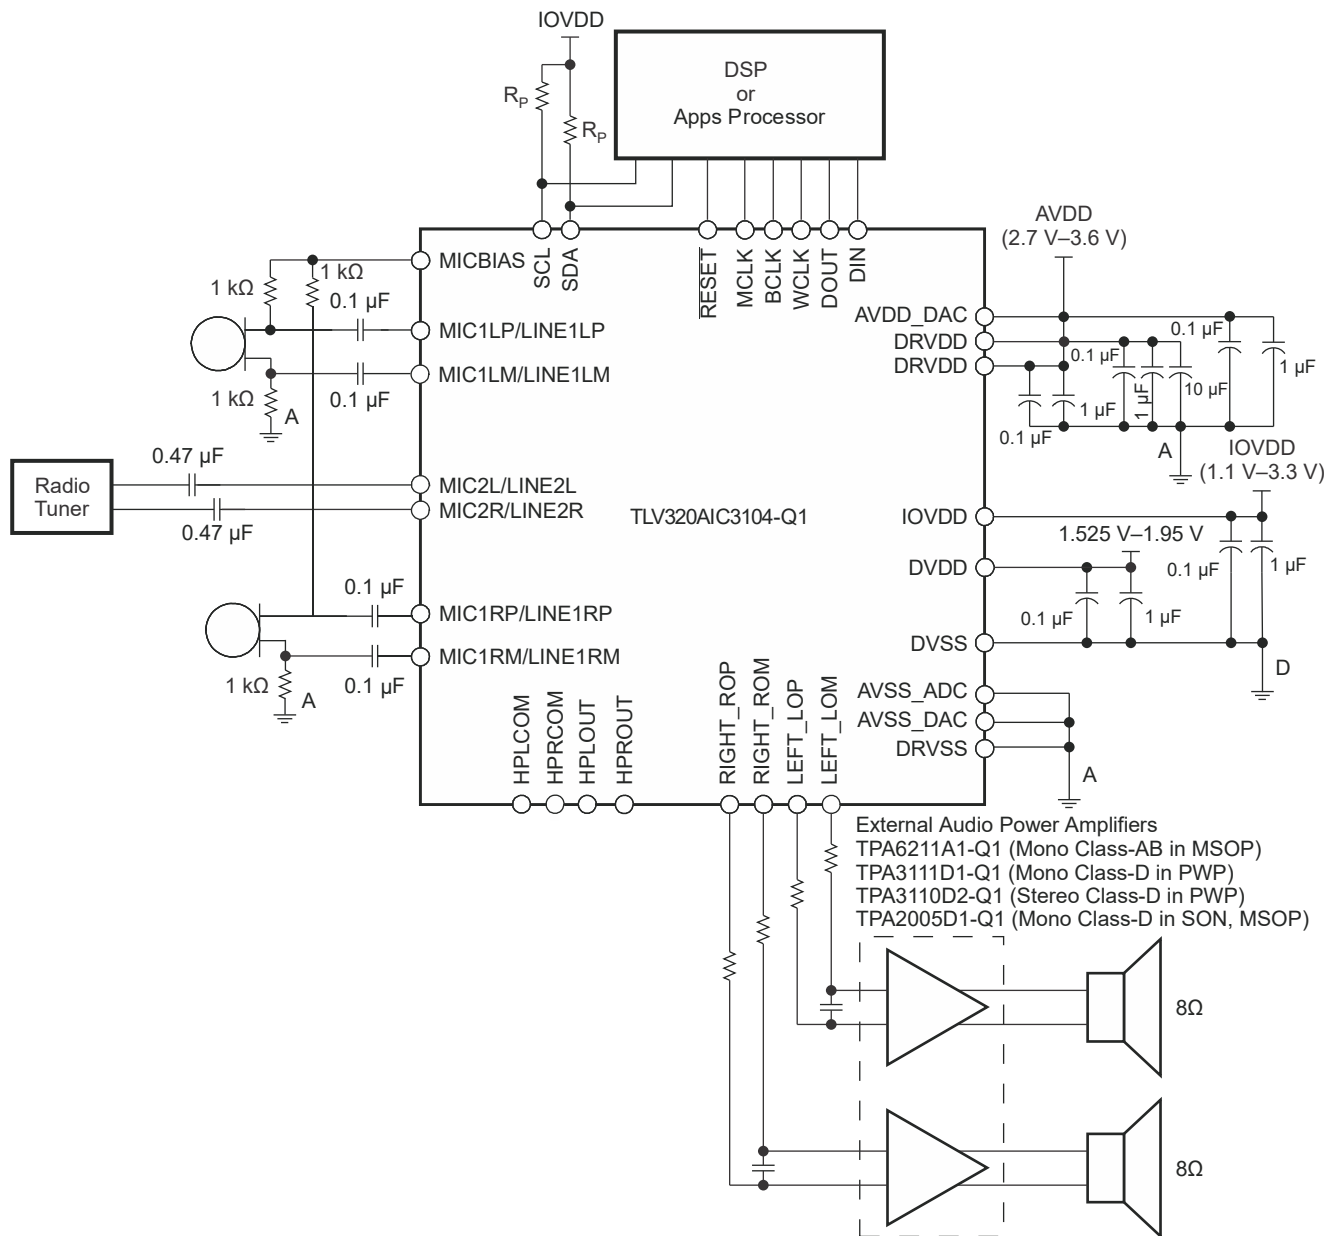 IOVDD
DSP
or
Apps Processor
R_P
R_P
AVDD
(2.7 V–3.6 V)
MICBIAS
SCL
SDA
RESET
MCLK
BCLK
WCLK
DOUT
DIN
1 kΩ
1 kΩ
0.1 µF
MIC1LP/LINE1LP
MIC1LM/LINE1LM
1 kΩ
A
0.1 µF
AVDD_DAC
DRVDD
DRVDD
0.1 µF
0.1 µF
1 µF
1 µF
10 µF
1 µF
0.1 µF
A
IOVDD
(1.1 V–3.3 V)
0.47 µF
Radio
Tuner
MIC2L/LINE2L
MIC2R/LINE2R
0.47 µF
TLV320AIC3104-Q1
IOVDD
1.525 V–1.95 V
DVDD
0.1 µF
1 µF
0.1 µF
1 µF
0.1 µF
MIC1RP/LINE1RP
MIC1RM/LINE1RM
1 kΩ
A
0.1 µF
DVSS
D
AVSS_ADC
AVSS_DAC
DRVSS
A
HPLCOM
HPRCOM
HPLOUT
HPROUT
RIGHT_ROP
RIGHT_ROM
LEFT_LOP
LEFT_LOM
External Audio Power Amplifiers
TPA6211A1-Q1 (Mono Class-AB in MSOP)
TPA3111D1-Q1 (Mono Class-D in PWP)
TPA3110D2-Q1 (Stereo Class-D in PWP)
TPA2005D1-Q1 (Mono Class-D in SON, MSOP)
8Ω
8Ω